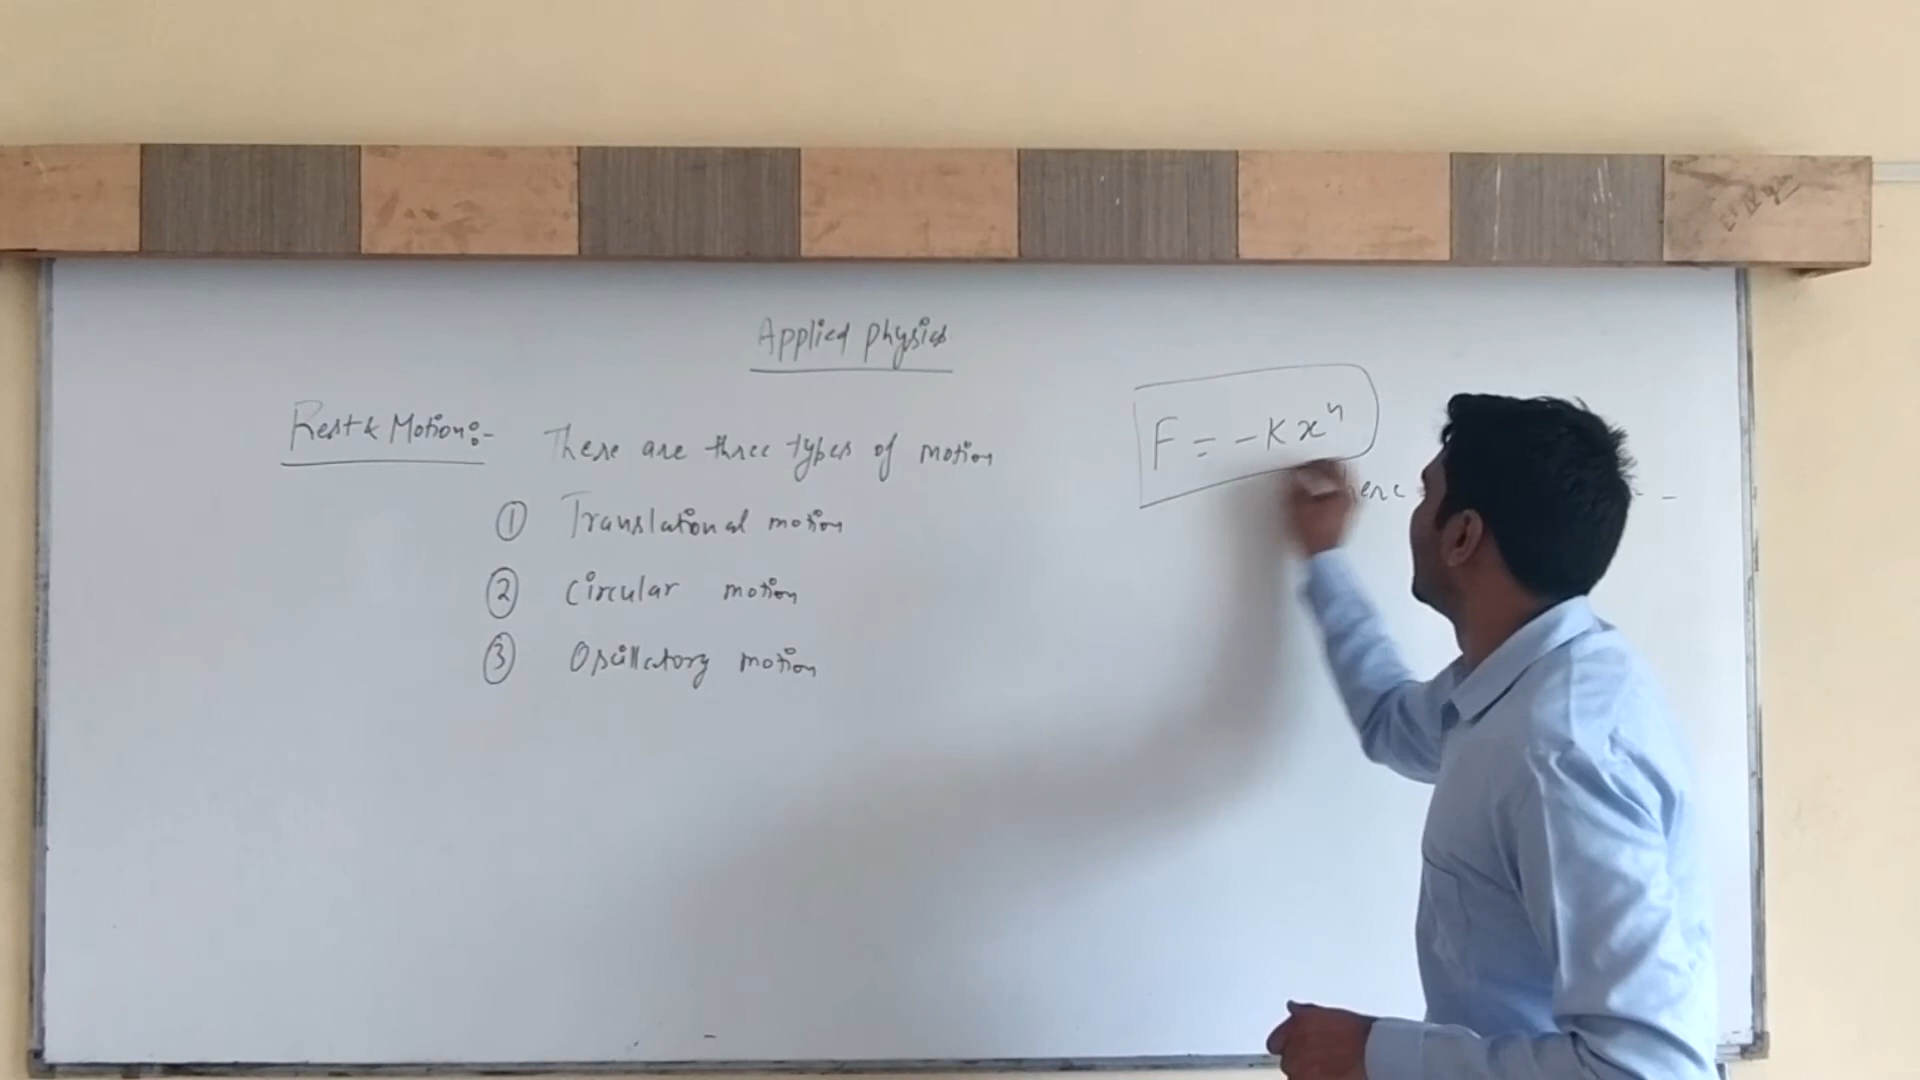 Applied physics
Rest & Motion:- There are three types of motion
① Translational motion
② Circular motion
③ Oscillatory motion
F = -Kxⁿ